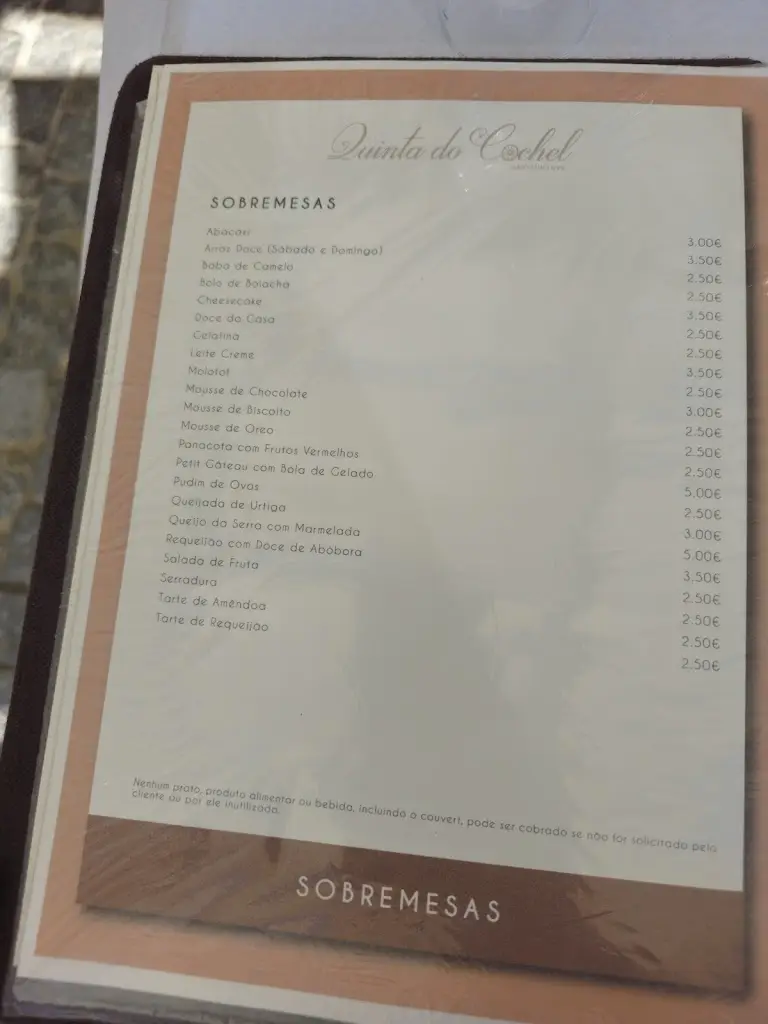 Quinta do Cochel
SOBREMESAS
Abacaxi 3.00€
Arroz Doce (Sábado e Domingo) 3.50€
Baba de Camelo 2.50€
Bolo de Bolacha 2.50€
Cheesecake 3.50€
Doce da Casa 2.50€
Gelatina 2.50€
Leite Creme 3.50€
Molotof 2.50€
Mousse de Chocolate 3.00€
Mousse de Biscoito 2.50€
Mousse de Oreo 2.50€
Panacota com Frutos Vermelhos 2.50€
Petit Gâteau com Bola de Gelado 5.00€
Pudim de Ovos 2.50€
Queijada de Urtiga 3.00€
Queijo da Serra com Marmelada 5.00€
Requeijão com Doce de Abóbora 3.50€
Salada de Fruta 2.50€
Serradura 2.50€
Tarte de Amêndoa 2.50€
Tarte de Requeijão 2.50€
Nenhum prato, produto alimentar ou bebida, incluindo o couvert, pode ser cobrado se não for solicitado pelo
cliente ou por ele inutilizado.
SOBREMESAS